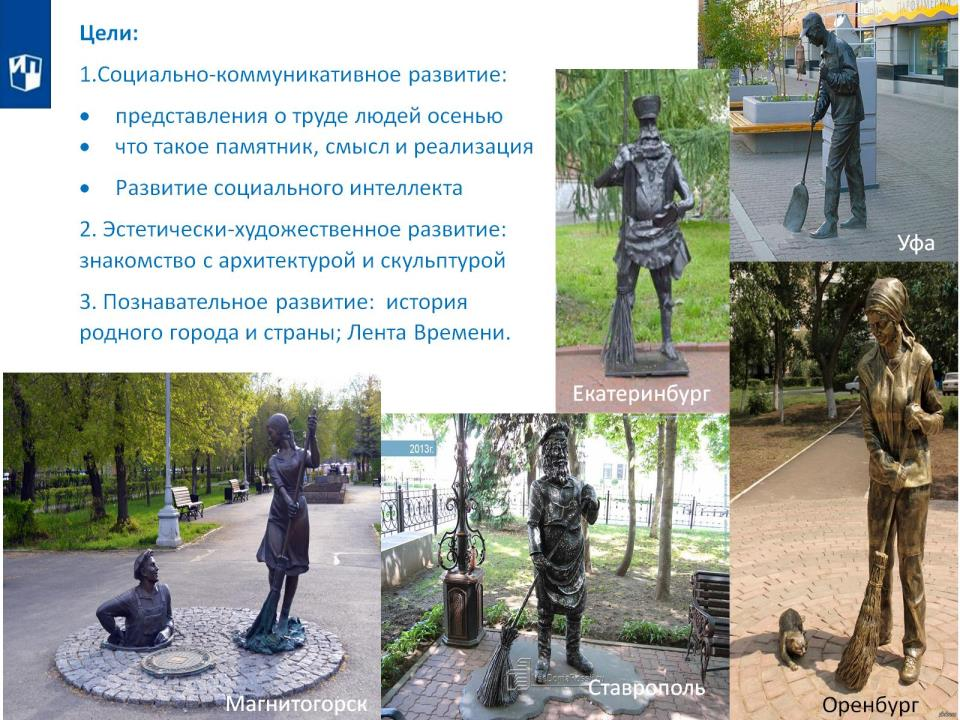 Цели:
1.Социально-коммуникативное развитие:
• представления о труде людей осенью
• что такое памятник, смысл и реализация
• Развитие социального интеллекта
2. Эстетически-художественное развитие:
знакомство с архитектурой и скульптурой
3. Познавательное развитие: история
родного города и страны; Лента Времени.
Уфа
Екатеринбург
2013г.
Магнитогорск
Ставрополь
Оренбург